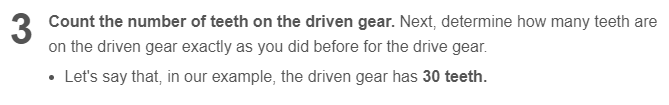 3 Count the number of teeth on the driven gear. Next, determine how many teeth are
on the driven gear exactly as you did before for the drive gear.
• Let's say that, in our example, the driven gear has 30 teeth.